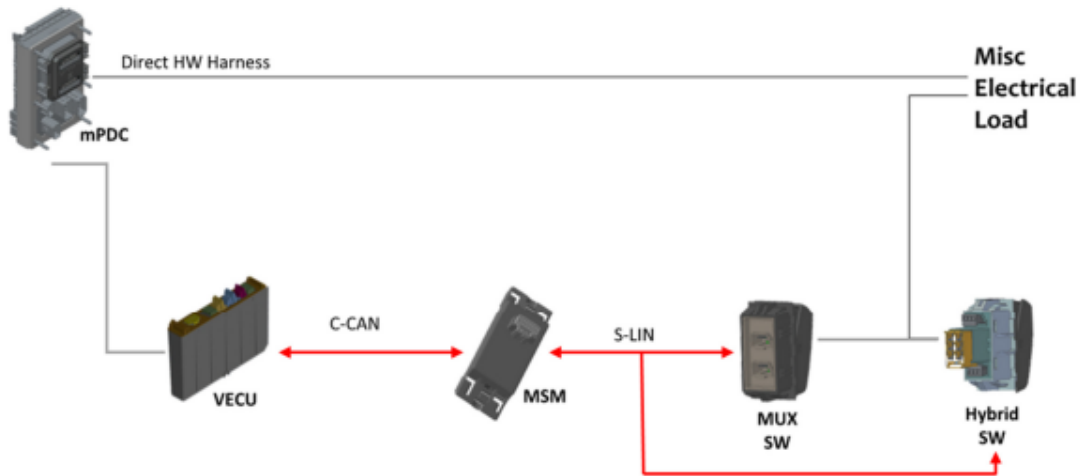 Direct HW Harness
Misc
Electrical
Load
mPDC
C-CAN
S-LIN
VECU
MSM
MUX
SW
Hybrid
SW